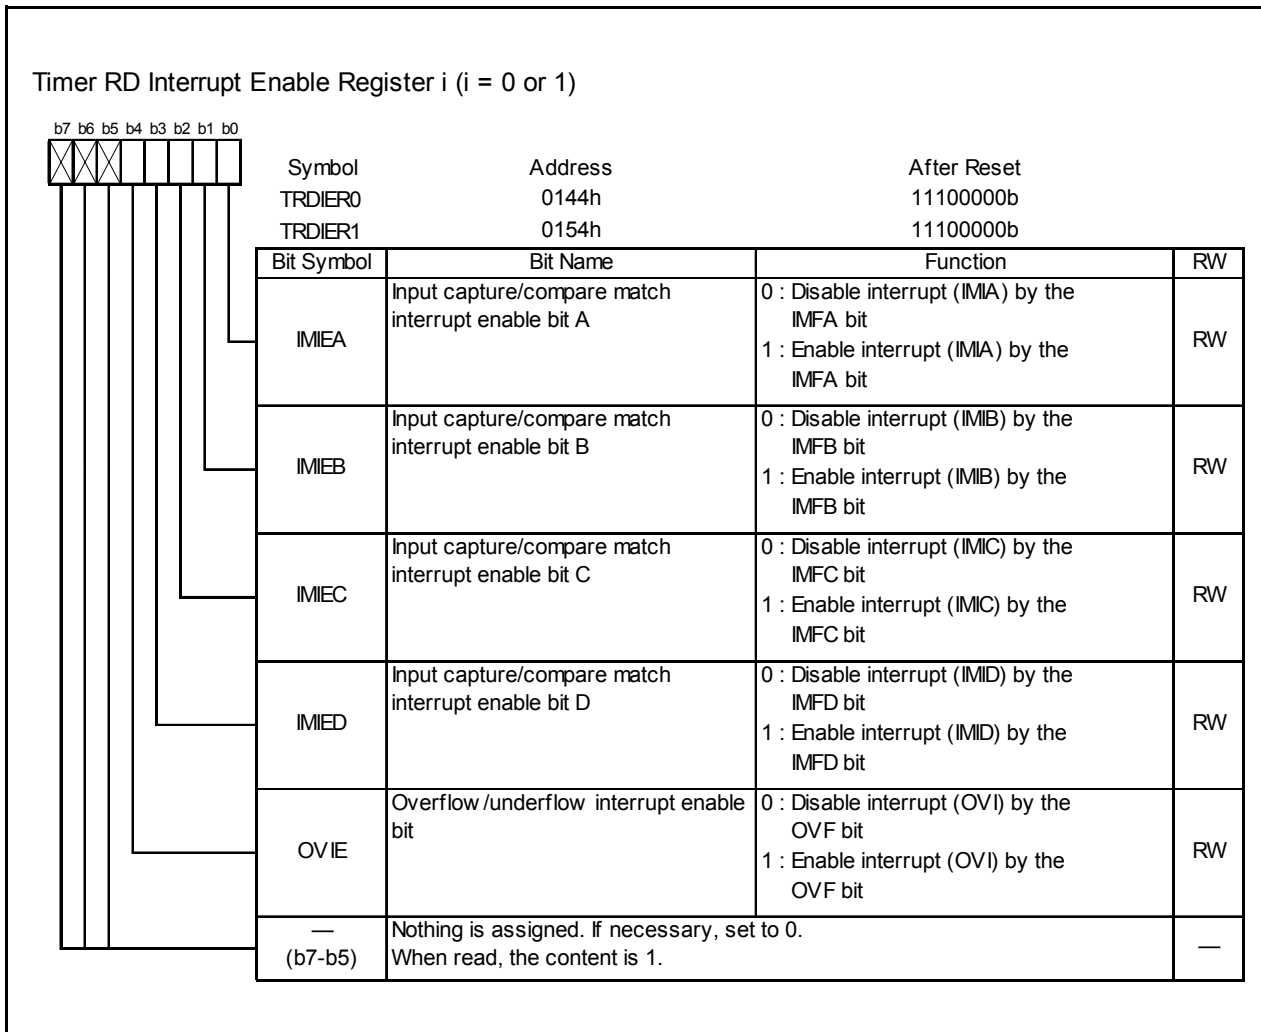 Timer RD Interrupt Enable Register i (i = 0 or 1)
b7 b6 b5 b4 b3 b2 b1 b0
Symbol Address After Reset
TRDIER0 0144h 11100000b
TRDIER1 0154h 11100000b
Bit Symbol Bit Name Function RW
IMIEA
Input capture/compare match
interrupt enable bit A
0 : Disable interrupt (IMIA) by the
IMFA bit
1 : Enable interrupt (IMIA) by the
IMFA bit
RW
IMIEB
Input capture/compare match
interrupt enable bit B
0 : Disable interrupt (IMIB) by the
IMFB bit
1 : Enable interrupt (IMIB) by the
IMFB bit
RW
IMIEC
Input capture/compare match
interrupt enable bit C
0 : Disable interrupt (IMIC) by the
IMFC bit
1 : Enable interrupt (IMIC) by the
IMFC bit
RW
IMIED
Input capture/compare match
interrupt enable bit D
0 : Disable interrupt (IMID) by the
IMFD bit
1 : Enable interrupt (IMID) by the
IMFD bit
RW
OVIE
Overflow/underflow interrupt enable
bit
0 : Disable interrupt (OVI) by the
OVF bit
1 : Enable interrupt (OVI) by the
OVF bit
RW
—
(b7-b5)
Nothing is assigned. If necessary, set to 0.
When read, the content is 1.
—